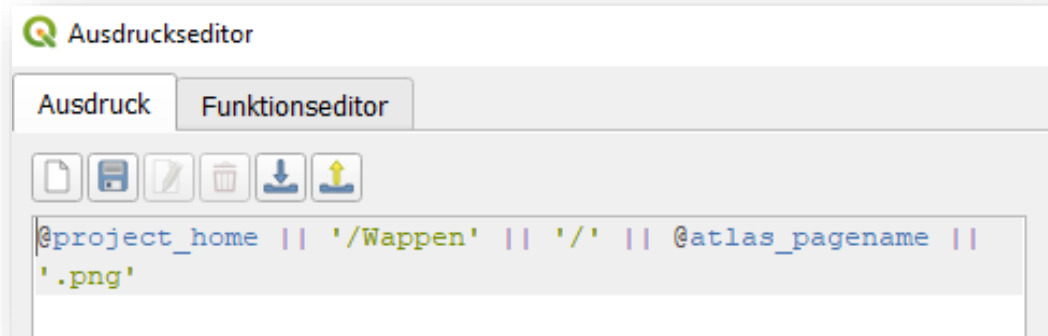 Ausdruckseditor
Ausdruck Funktionseditor
@project_home || '/Wappen' || '/' || @atlas_pagename ||
'.png'